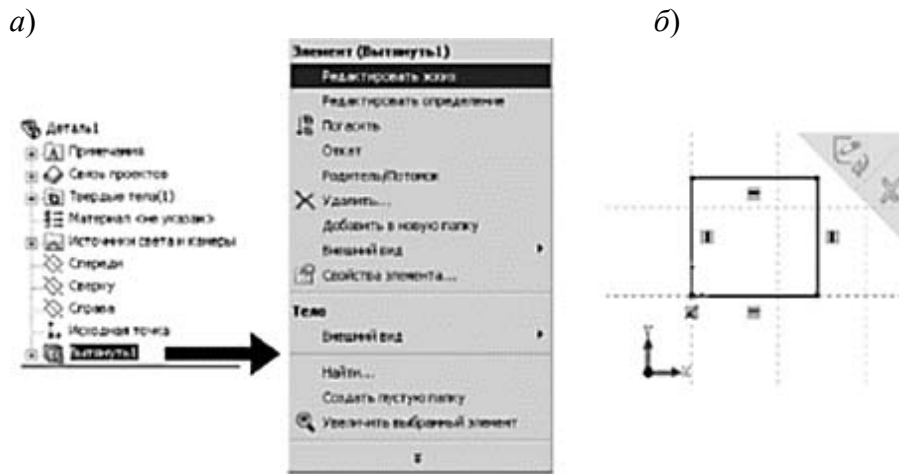 а)
б)
Деталь1
Примечания
Связь проектов
Твердые тела(1)
Материал <не указан>
Источники света и камеры
Спереди
Сверху
Справа
Исходная точка
Вытянуть1
Элемент (Вытянуть1)
Редактировать эскиз
Редактировать определение
Погасить
Откат
Родитель/Потомок
Удалить...
Добавить в новую папку
Внешний вид
Свойства элемента...
Тело
Внешний вид
Найти...
Создать пустую папку
Увеличить выбранный элемент
Y
X